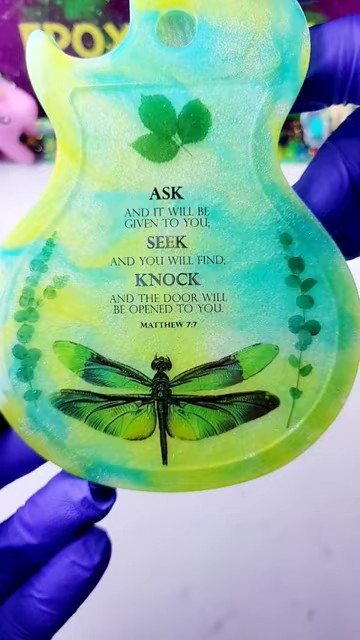 EPOXY
ASK
AND IT WILL BE
GIVEN TO YOU;
SEEK
AND YOU WILL FIND;
KNOCK
AND THE DOOR WILL
BE OPENED TO YOU.
MATTHEW 7:7